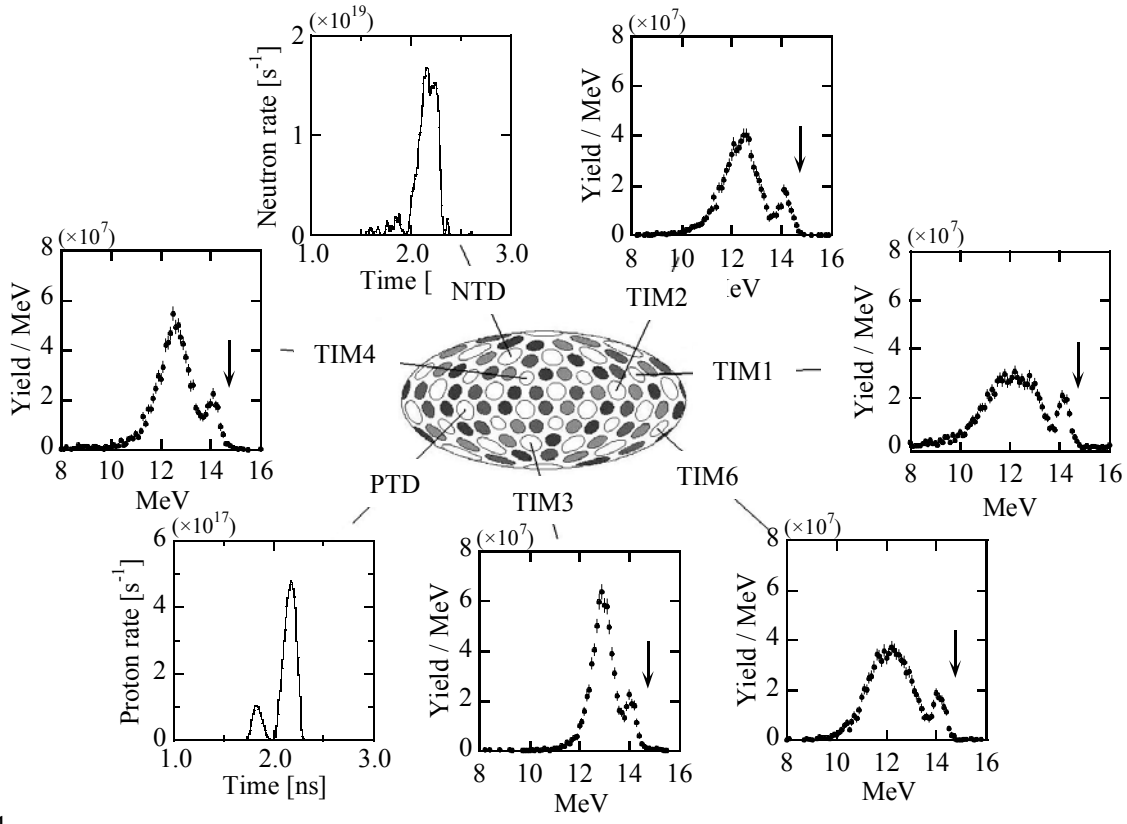 (×10¹⁹)
2
1
0
Neutron rate [s⁻¹]
1.0 2.0 3.0
Time [
(×10⁷)
8
6
4
2
0
Yield / MeV
8 10 12 14 16
eV
(×10⁷)
8
6
4
2
0
Yield / MeV
8 10 12 14 16
MeV
(×10⁷)
8
6
4
2
0
Yield / MeV
8 10 12 14 16
MeV
NTD
TIM2
TIM4
TIM1
PTD
TIM3
TIM6
(×10¹⁷)
6
4
2
0
Proton rate [s⁻¹]
1.0 2.0 3.0
Time [ns]
(×10⁷)
8
6
4
2
0
Yield / MeV
8 10 12 14 16
MeV
(×10⁷)
8
6
4
2
0
Yield / MeV
8 10 12 14 16
MeV